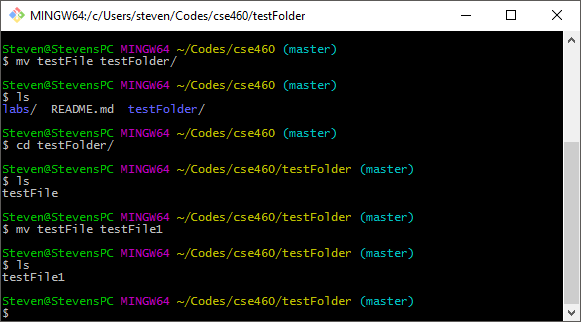 MINGW64:/c/Users/steven/Codes/cse460/testFolder
Steven@StevensPC MINGW64 ~/Codes/cse460 (master)
$ mv testFile testFolder/
Steven@StevensPC MINGW64 ~/Codes/cse460 (master)
$ ls
labs/  README.md  testFolder/
Steven@StevensPC MINGW64 ~/Codes/cse460 (master)
$ cd testFolder/
Steven@StevensPC MINGW64 ~/Codes/cse460/testFolder (master)
$ ls
testFile
Steven@StevensPC MINGW64 ~/Codes/cse460/testFolder (master)
$ mv testFile testFile1
Steven@StevensPC MINGW64 ~/Codes/cse460/testFolder (master)
$ ls
testFile1
Steven@StevensPC MINGW64 ~/Codes/cse460/testFolder (master)
$